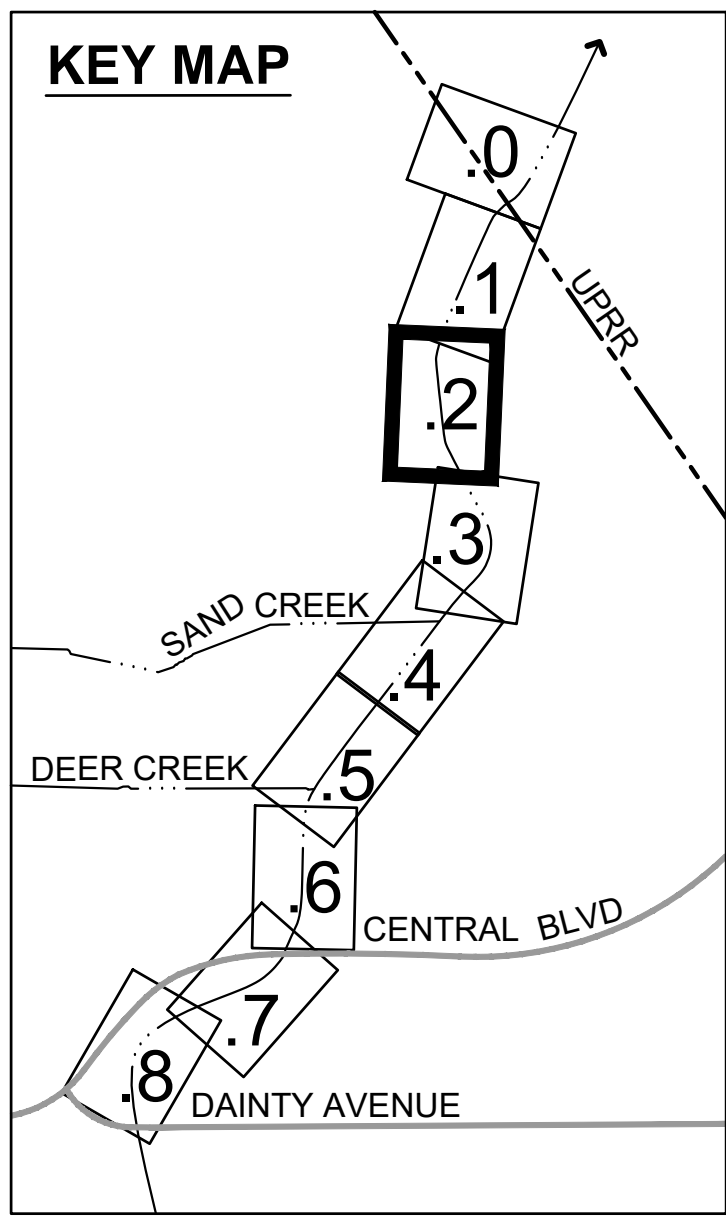 KEY MAP
.0
.1
UPRR
.2
.3
SAND CREEK
.4
DEER CREEK
.5
.6
CENTRAL BLVD
.7
.8
DAINTY AVENUE